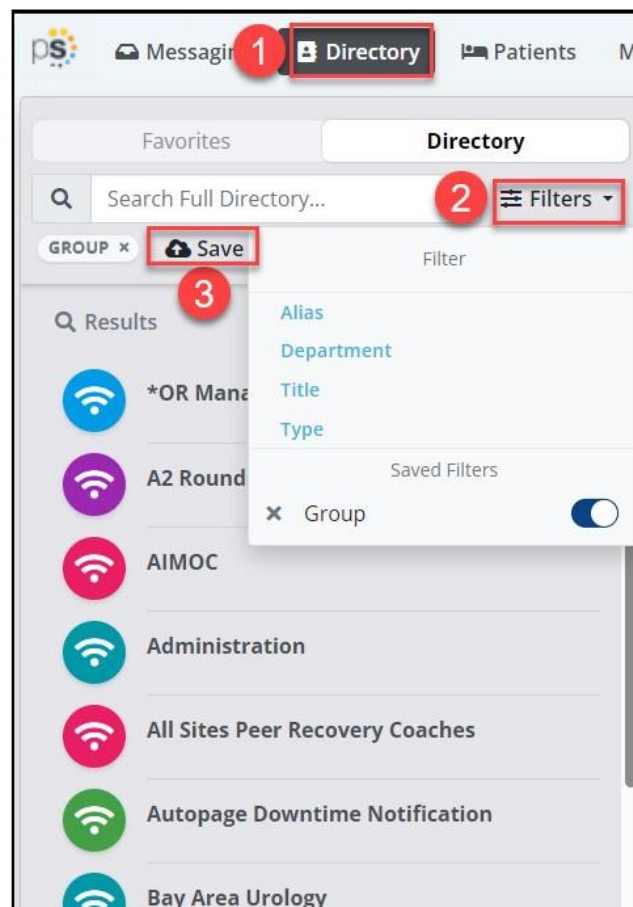 ps Messagin 1 Directory Patients M
Favorites Directory
Search Full Directory... 2 Filters
GROUP × Save Filter
3
Results Alias
Department
*OR Mana Title
Type
A2 Round Saved Filters
× Group
AIMOC
Administration
All Sites Peer Recovery Coaches
Autopage Downtime Notification
Bay Area Urology